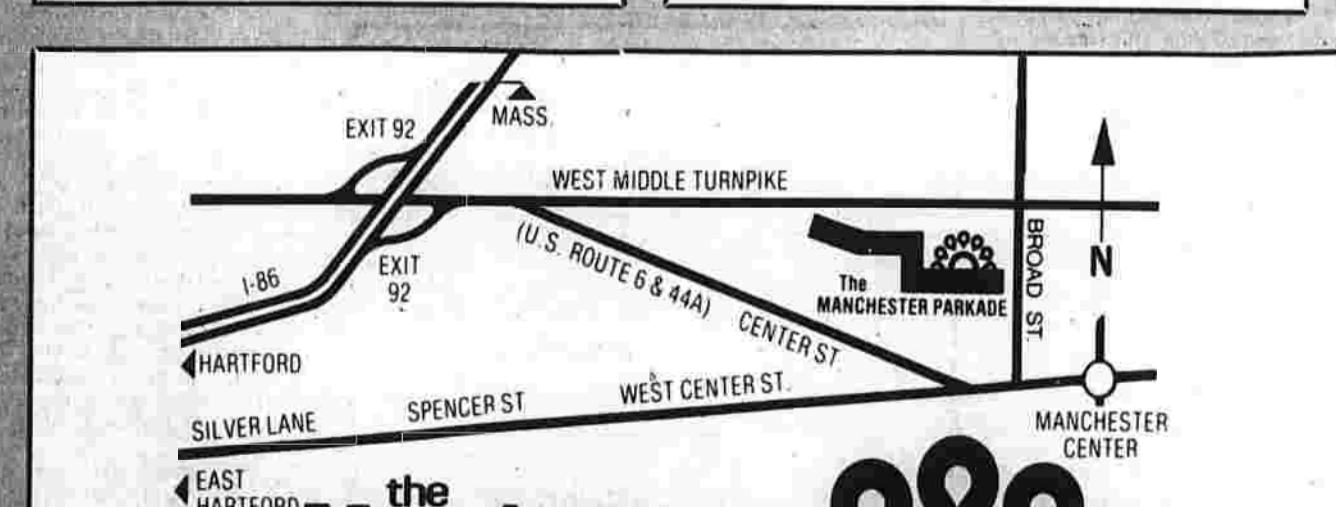 MASS.
EXIT 92
WEST MIDDLE TURNPIKE
(U.S. ROUTE 6 & 44A)
CENTER ST
BROAD ST.
N
EXIT
92
I-86
The
MANCHESTER PARKADE
HARTFORD
WEST CENTER ST.
SPENCER ST
SILVER LANE
MANCHESTER
CENTER
EAST
HARTFORD
the